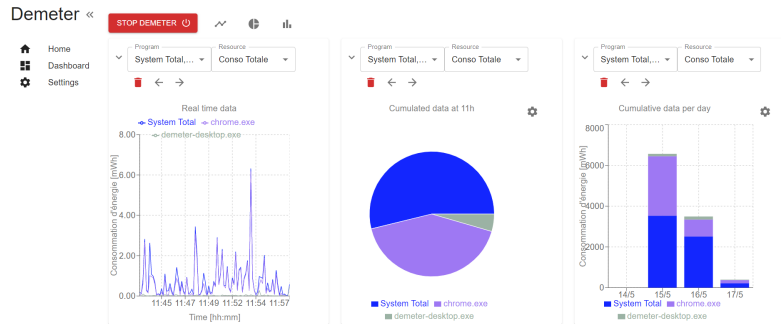 Demeter «
Home
Dashboard
Settings
STOP DEMETER
Program
System Total,...
Resource
Conso Totale
Real time data
System Total
chrome.exe
demeter-desktop.exe
Consommation d'énergie [mWh]
8.00
6.00
4.00
2.00
0.00
11:45 11:47 11:49 11:52 11:54 11:57
Time [hh:mm]
Program
System Total,...
Resource
Conso Totale
Cumulated data at 11h
System Total
chrome.exe
demeter-desktop.exe
Program
System Total,...
Resource
Conso Totale
Cumulative data per day
Consommation d'énergie [mWh]
8000
6000
4000
2000
0
14/5 15/5 16/5 17/5
System Total
chrome.exe
demeter-desktop.exe